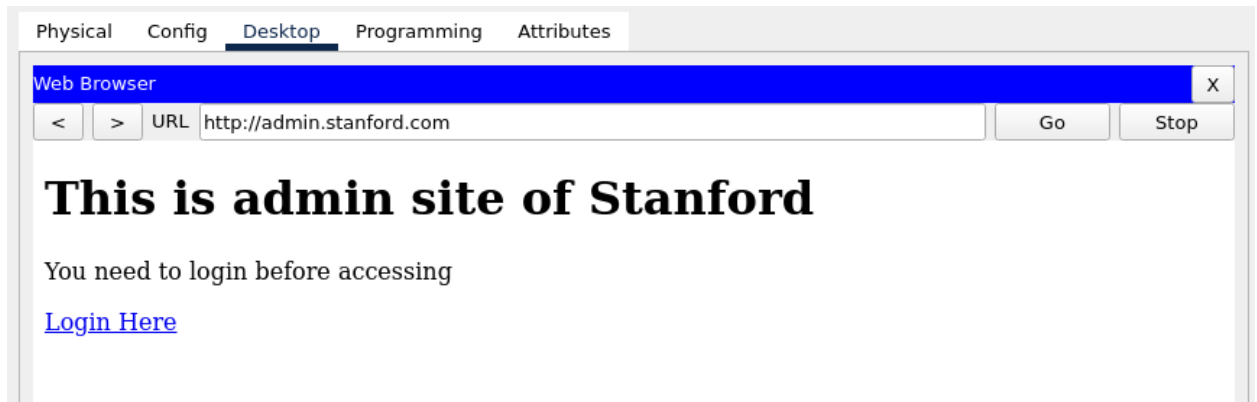 Physical Config Desktop Programming Attributes
Web Browser X
< > URL http://admin.stanford.com Go Stop
This is admin site of Stanford
You need to login before accessing
Login Here